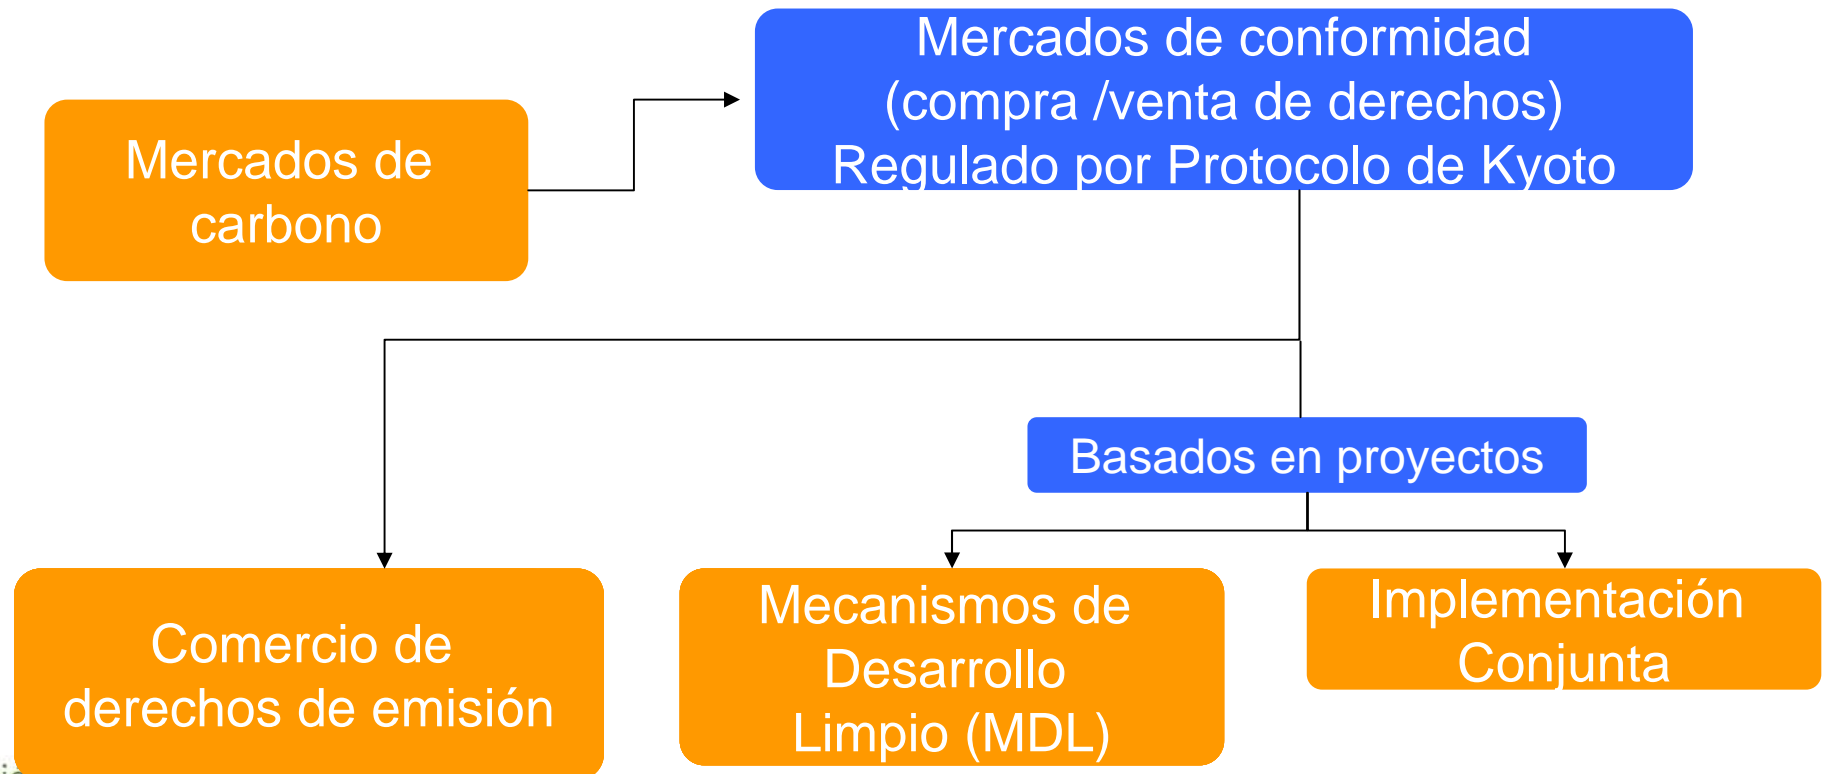 Mercados de conformidad
(compra /venta de derechos)
Regulado por Protocolo de Kyoto
Mercados de
carbono
Basados en proyectos
Comercio de
derechos de emisión
Mecanismos de
Desarrollo
Limpio (MDL)
Implementación
Conjunta